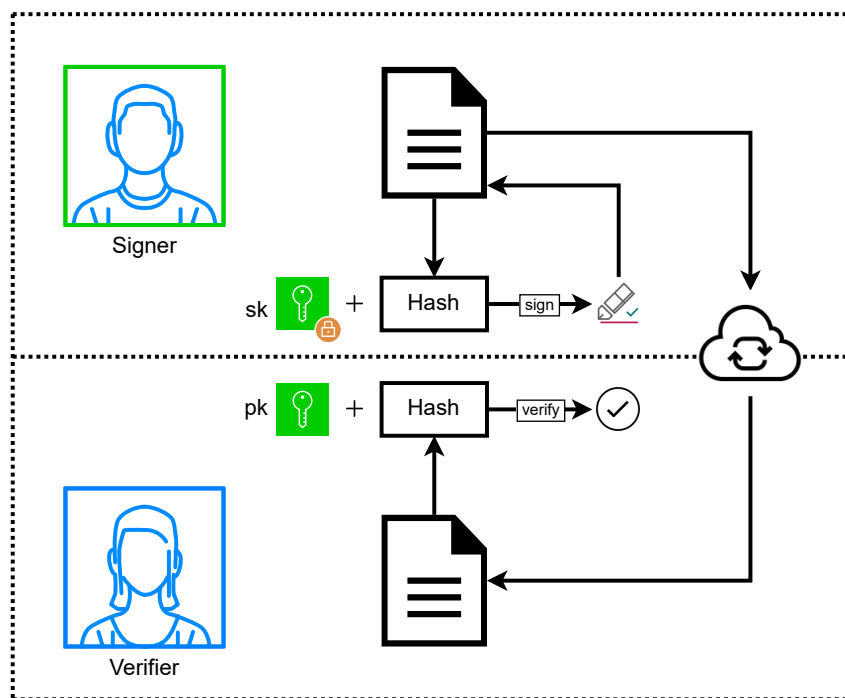 Signer
sk
+
Hash
sign
pk
+
Hash
verify
Verifier